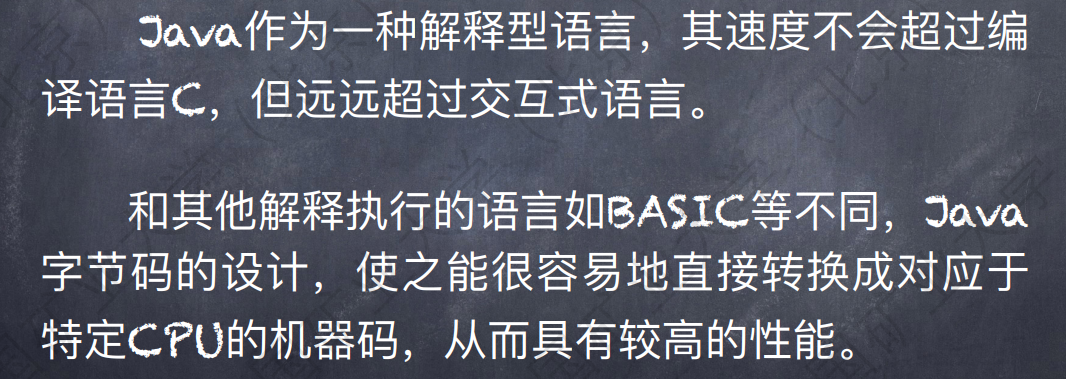 Java作为一种解释型语言，其速度不会超过编
译语言C，但远远超过交互式语言。
和其他解释执行的语言如BASIC等不同，Java
字节码的设计，使之能很容易地直接转换成对应于
特定CPU的机器码，从而具有较高的性能。